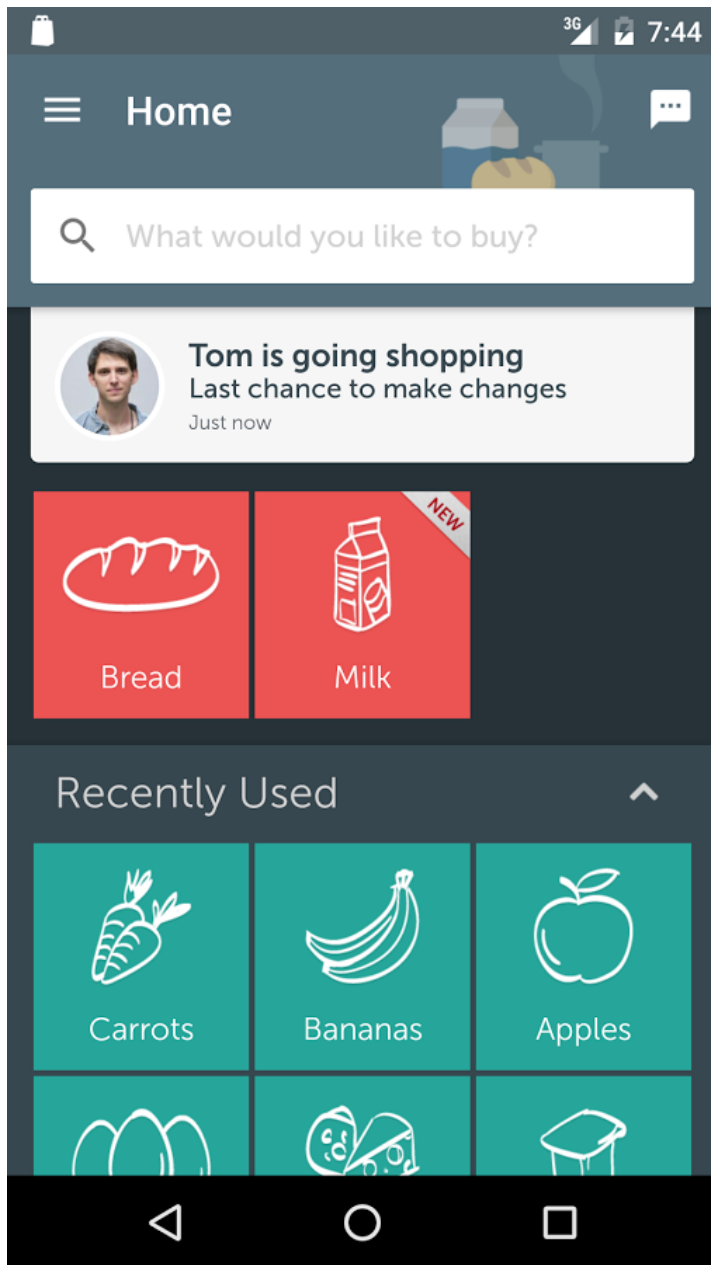 3G 7:44
Home
What would you like to buy?
Tom is going shopping
Last chance to make changes
Just now
NEW
Bread Milk
Recently Used
Carrots Bananas Apples